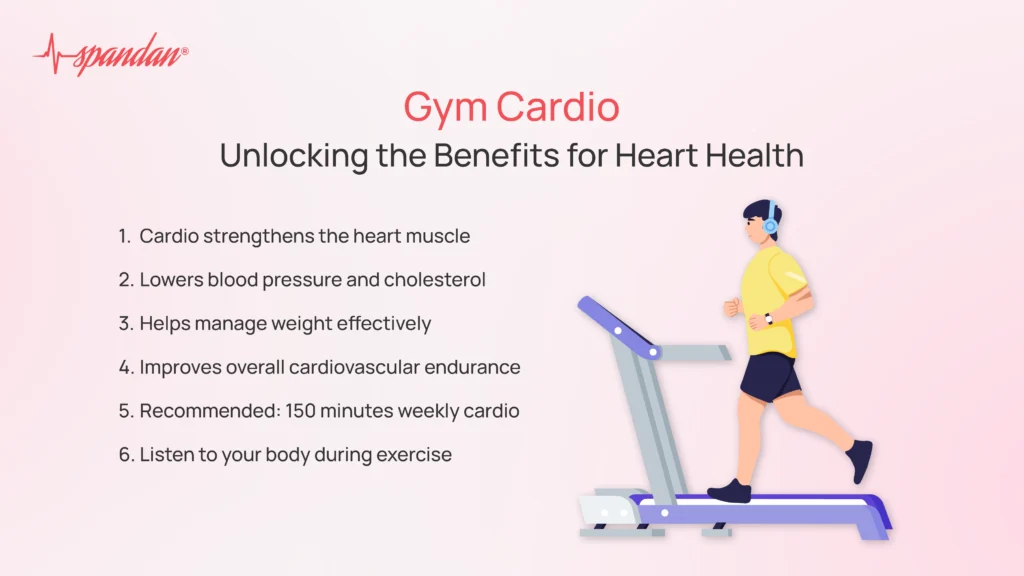 spandan®
Gym Cardio
Unlocking the Benefits for Heart Health
1. Cardio strengthens the heart muscle
2. Lowers blood pressure and cholesterol
3. Helps manage weight effectively
4. Improves overall cardiovascular endurance
5. Recommended: 150 minutes weekly cardio
6. Listen to your body during exercise